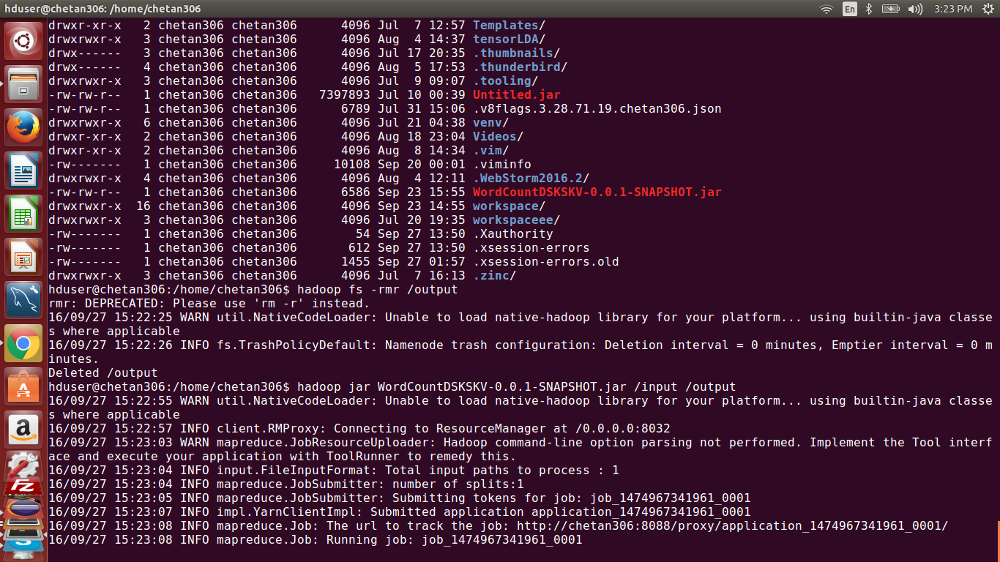 hduser@chetan306: /home/chetan306
En
3:23 PM
drwxr-xr-x   2 chetan306 chetan306      4096 Jul  7 12:57 Templates/
drwxrwxr-x   3 chetan306 chetan306      4096 Aug  4 14:37 tensorLDA/
drwx------   3 chetan306 chetan306      4096 Jul 17 20:35 .thumbnails/
drwx------   4 chetan306 chetan306      4096 Aug  5 17:53 .thunderbird/
drwxrwxr-x   3 chetan306 chetan306      4096 Jul  9 09:07 .tooling/
-rw-rw-r--   1 chetan306 chetan306   7397893 Jul 10 00:39 Untitled.jar
-rw-rw-r--   1 chetan306 chetan306      6789 Jul 31 15:06 .v8flags.3.28.71.19.chetan306.json
drwxrwxr-x   6 chetan306 chetan306      4096 Jul 21 04:38 venv/
drwxr-xr-x   2 chetan306 chetan306      4096 Aug 18 23:04 Videos/
drwxr-xr-x   2 chetan306 chetan306      4096 Aug  8 14:34 .vim/
-rw-------   1 chetan306 chetan306     10108 Sep 20 00:01 .viminfo
drwxrwxr-x   4 chetan306 chetan306      4096 Aug  4 12:11 .WebStorm2016.2/
-rw-rw-r--   1 chetan306 chetan306      6586 Sep 23 15:55 WordCountDSKSKV-0.0.1-SNAPSHOT.jar
drwxrwxr-x  16 chetan306 chetan306      4096 Sep 23 14:55 workspace/
drwxrwxr-x   3 chetan306 chetan306      4096 Jul 20 19:35 workspaceee/
-rw-------   1 chetan306 chetan306        54 Sep 27 13:50 .Xauthority
-rw-------   1 chetan306 chetan306       612 Sep 27 13:50 .xsession-errors
-rw-------   1 chetan306 chetan306      1455 Sep 27 01:57 .xsession-errors.old
drwxrwxr-x   3 chetan306 chetan306      4096 Jul  7 16:13 .zinc/
hduser@chetan306:/home/chetan306$ hadoop fs -rmr /output
rmr: DEPRECATED: Please use 'rm -r' instead.
16/09/27 15:22:25 WARN util.NativeCodeLoader: Unable to load native-hadoop library for your platform... using builtin-java classe
s where applicable
16/09/27 15:22:26 INFO fs.TrashPolicyDefault: Namenode trash configuration: Deletion interval = 0 minutes, Emptier interval = 0 m
inutes.
Deleted /output
hduser@chetan306:/home/chetan306$ hadoop jar WordCountDSKSKV-0.0.1-SNAPSHOT.jar /input /output
16/09/27 15:22:55 WARN util.NativeCodeLoader: Unable to load native-hadoop library for your platform... using builtin-java classe
s where applicable
16/09/27 15:22:57 INFO client.RMProxy: Connecting to ResourceManager at /0.0.0.0:8032
16/09/27 15:23:03 WARN mapreduce.JobResourceUploader: Hadoop command-line option parsing not performed. Implement the Tool interf
ace and execute your application with ToolRunner to remedy this.
16/09/27 15:23:04 INFO input.FileInputFormat: Total input paths to process : 1
16/09/27 15:23:04 INFO mapreduce.JobSubmitter: number of splits:1
16/09/27 15:23:05 INFO mapreduce.JobSubmitter: Submitting tokens for job: job_1474967341961_0001
16/09/27 15:23:07 INFO impl.YarnClientImpl: Submitted application application_1474967341961_0001
16/09/27 15:23:08 INFO mapreduce.Job: The url to track the job: http://chetan306:8088/proxy/application_1474967341961_0001/
16/09/27 15:23:08 INFO mapreduce.Job: Running job: job_1474967341961_0001